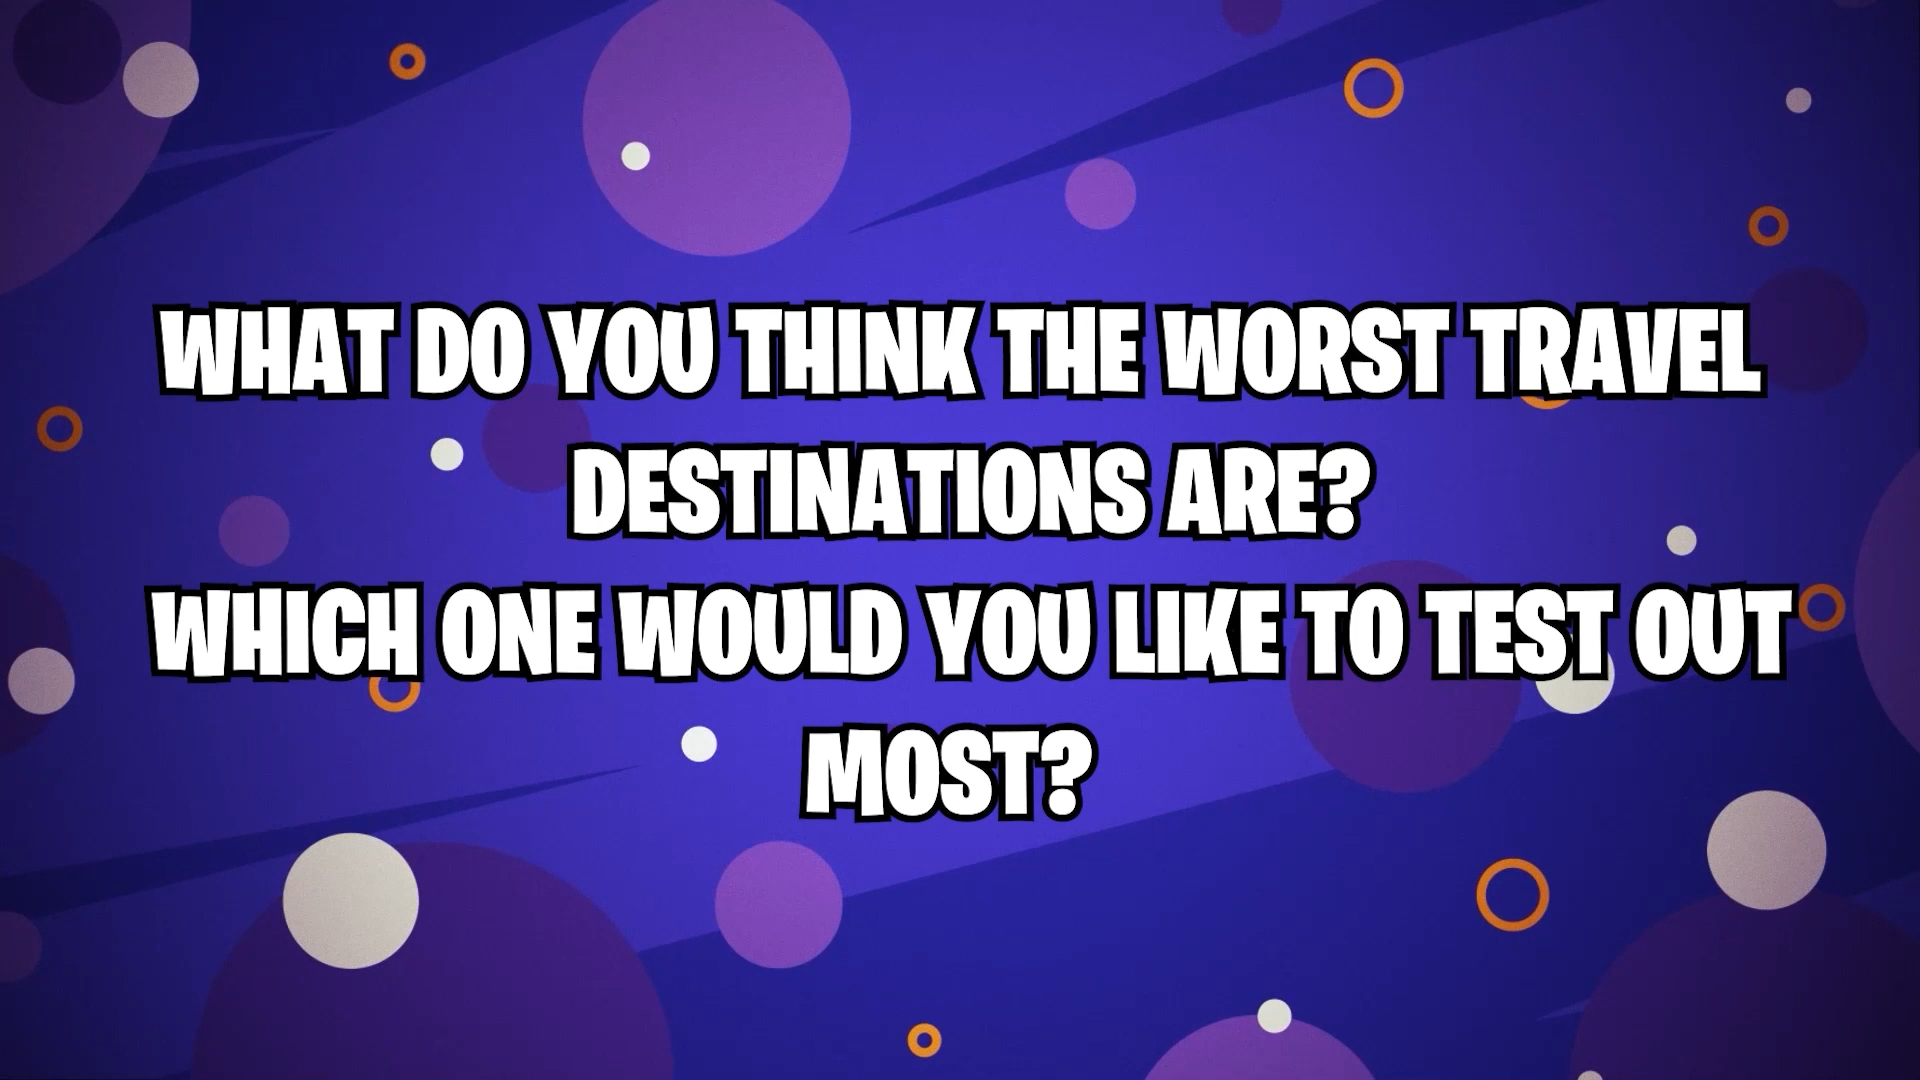 WHAT DO YOU THINK THE WORST TRAVEL
DESTINATIONS ARE?
WHICH ONE WOULD YOU LIKE TO TEST OUT
MOST?